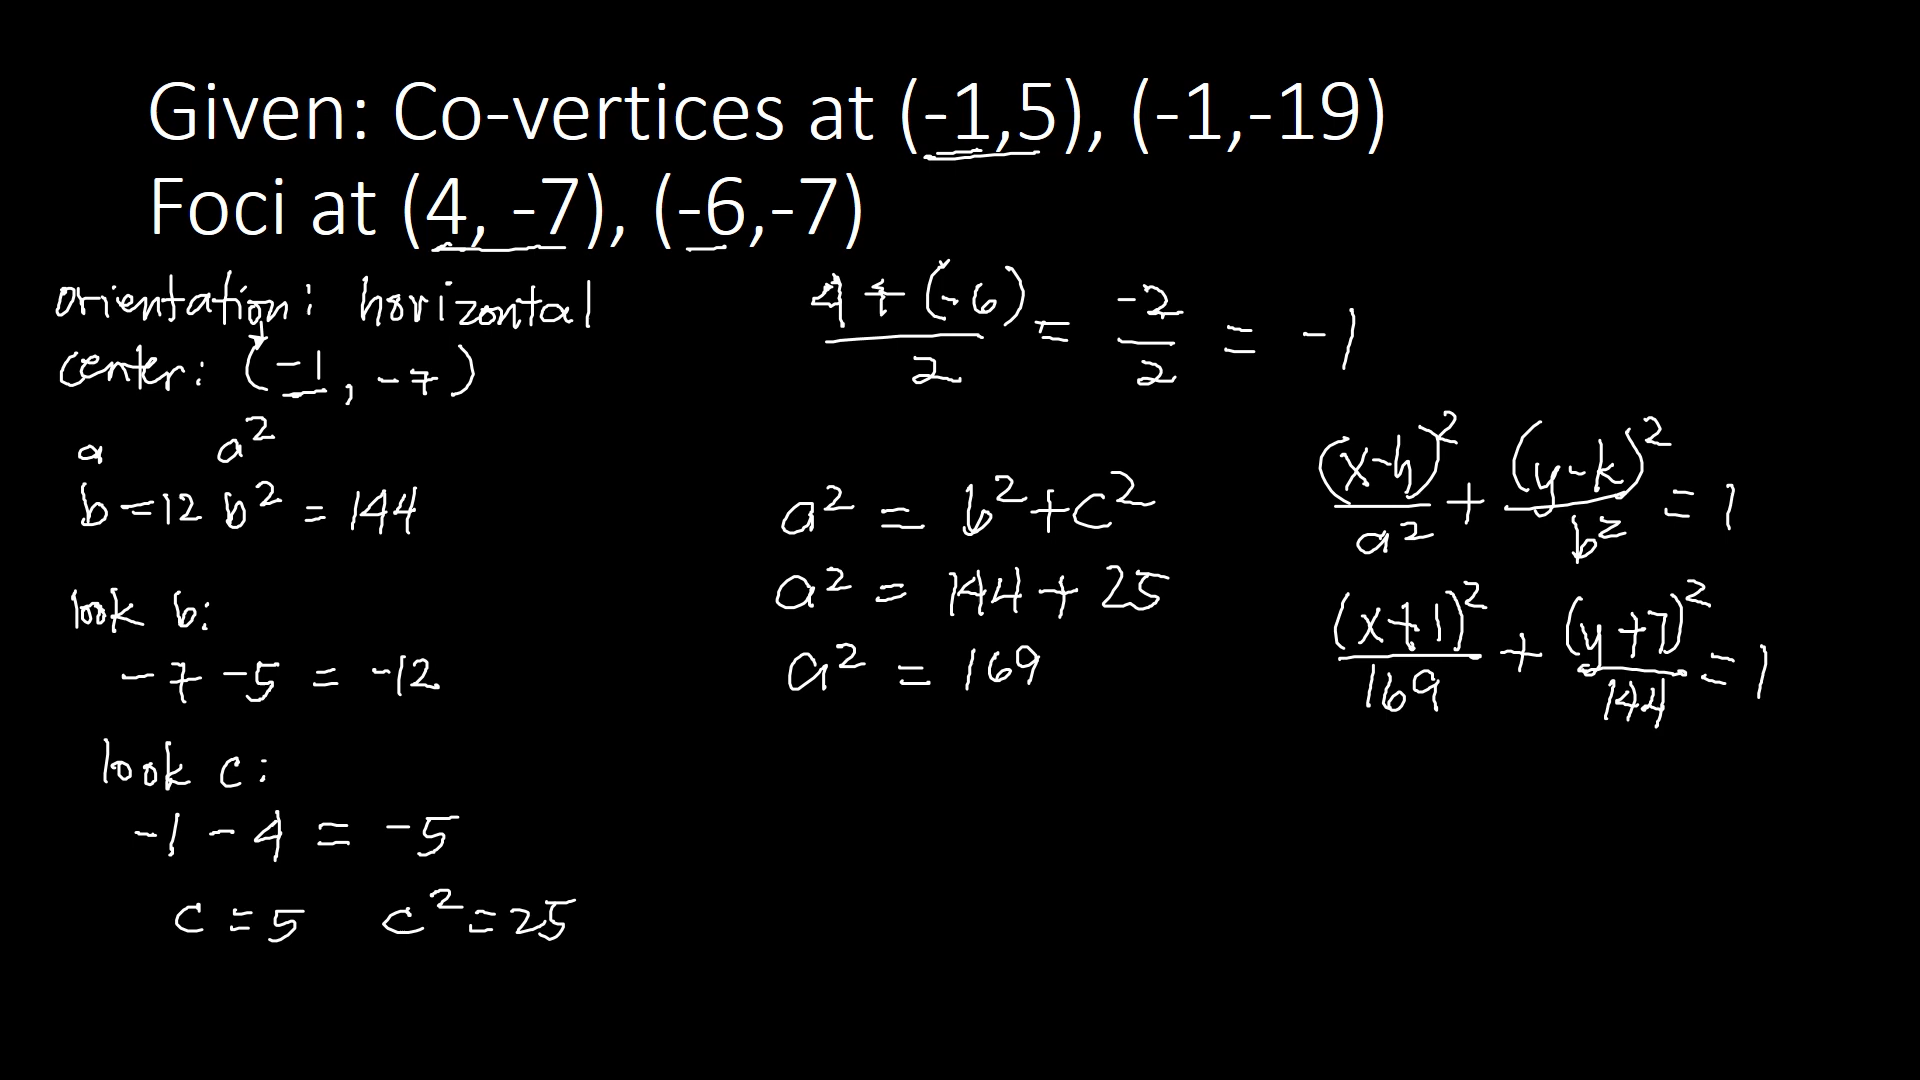 Given: Co-vertices at (-1,5), (-1,-19)
Foci at (4, -7), (-6,-7)
orientation: horizontal
center: (-1, -7)
a a²
b = 12 b² = 144
look b:
-7 -5 = -12
look c:
-1 - 4 = -5
c = 5 c² = 25
4 + (-6) / 2 = -2 / 2 = -1
a² = b² + c²
a² = 144 + 25
a² = 169
(x-h)² / a² + (y-k)² / b² = 1
(x+1)² / 169 + (y+7)² / 144 = 1